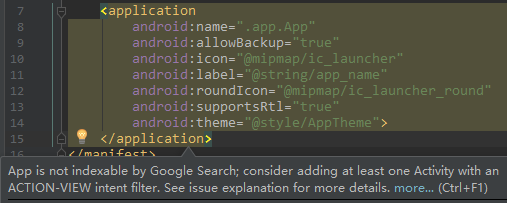 7 <application
8 android:name=".app.App"
9 android:allowBackup="true"
10 android:icon="@mipmap/ic_launcher"
11 android:label="@string/app_name"
12 android:roundIcon="@mipmap/ic_launcher_round"
13 android:supportsRtl="true"
14 android:theme="@style/AppTheme">
15 </application>
16 </manifest>
App is not indexable by Google Search; consider adding at least one Activity with an
ACTION-VIEW intent filter. See issue explanation for more details. more... (Ctrl+F1)